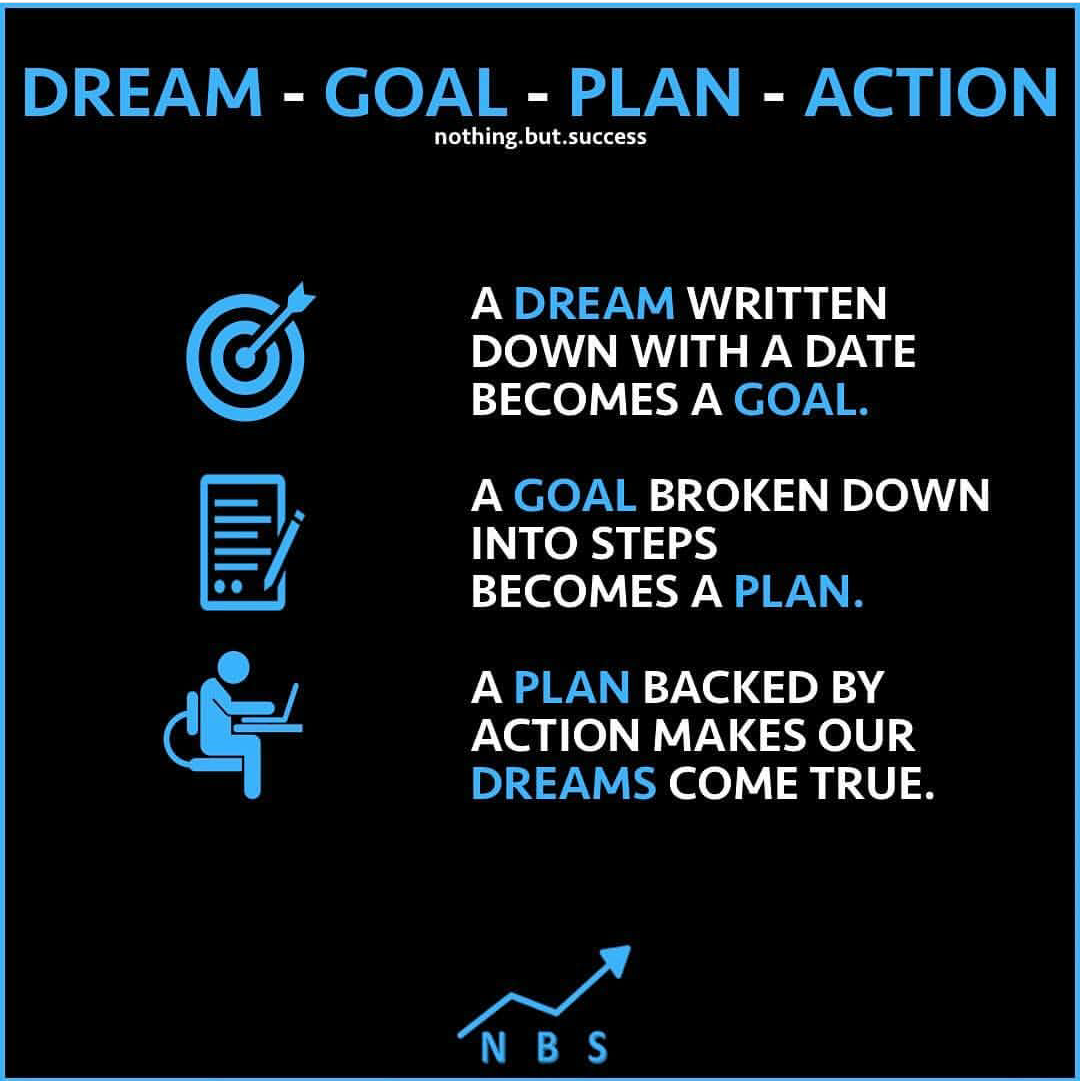 DREAM - GOAL - PLAN - ACTION
nothing.but.success
A DREAM WRITTEN
DOWN WITH A DATE
BECOMES A GOAL.
A GOAL BROKEN DOWN
INTO STEPS
BECOMES A PLAN.
A PLAN BACKED BY
ACTION MAKES OUR
DREAMS COME TRUE.
N B S